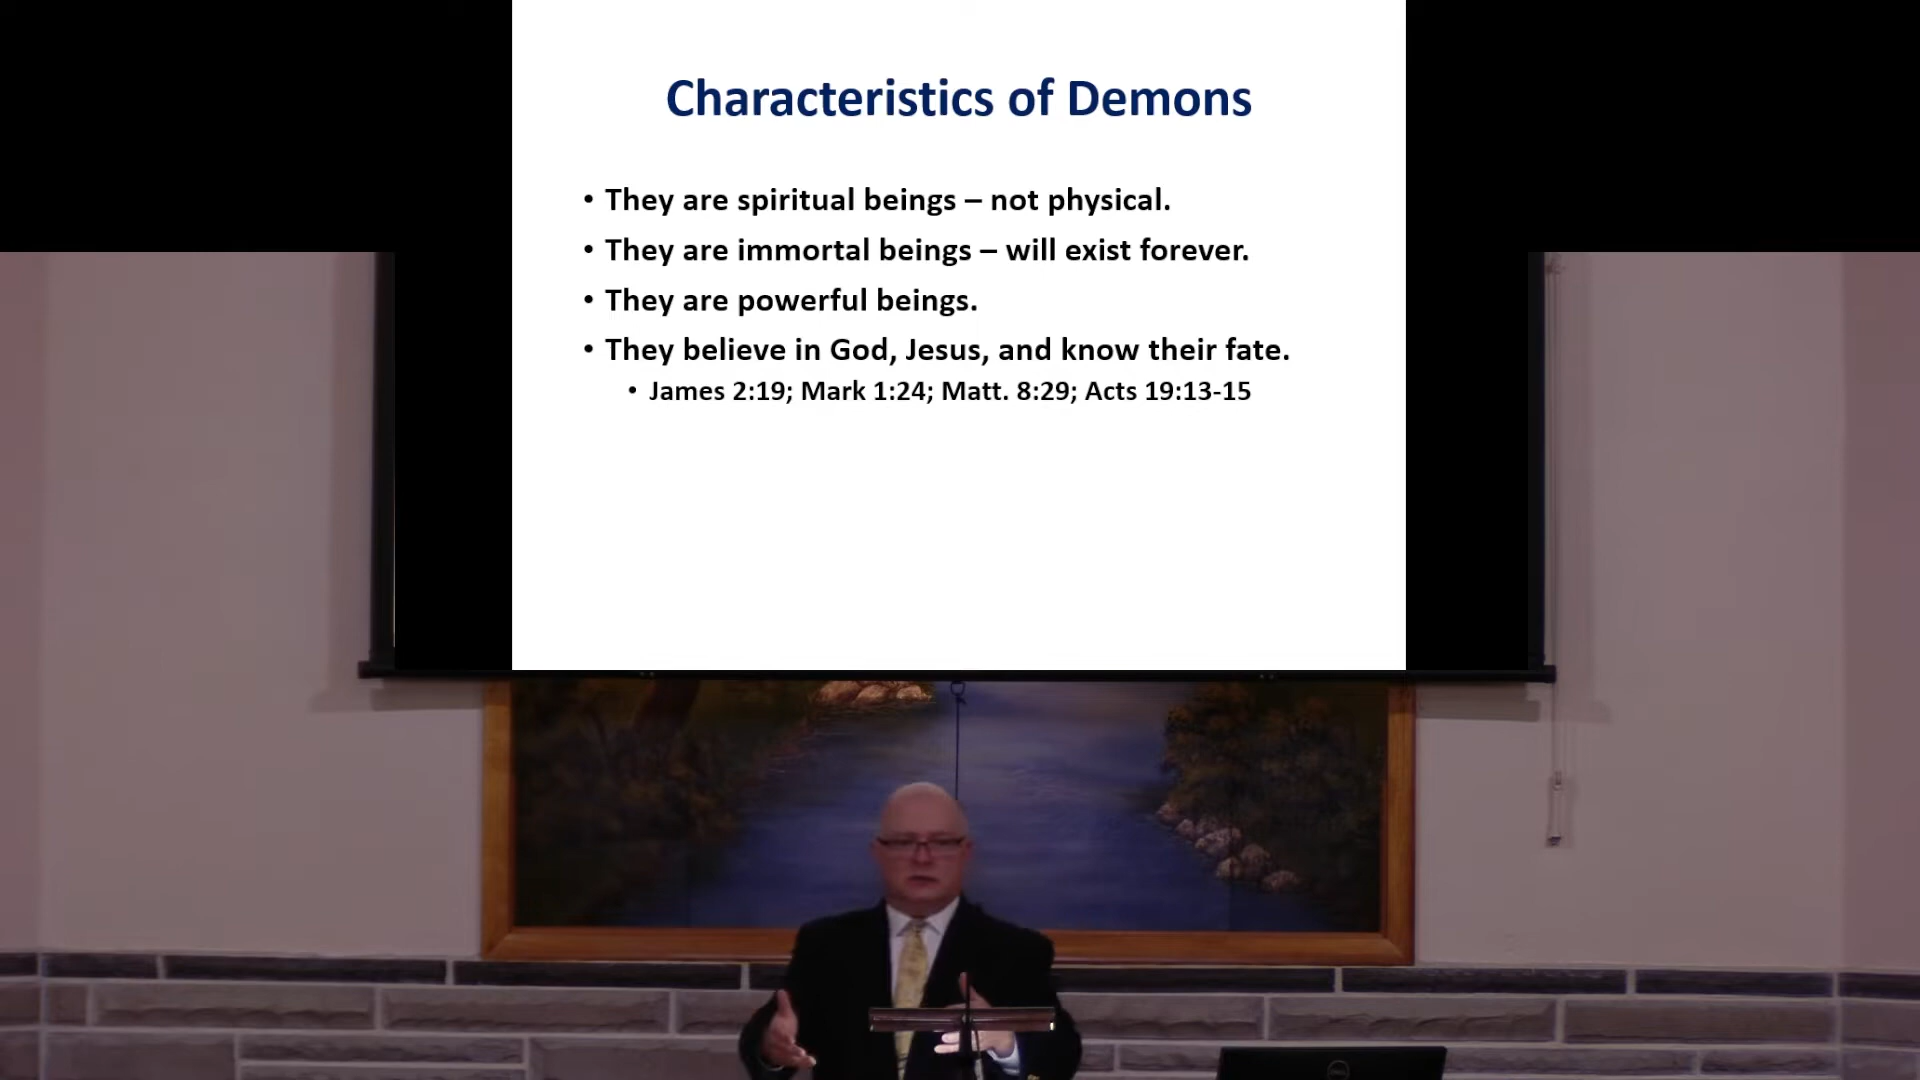 Characteristics of Demons
• They are spiritual beings – not physical.
• They are immortal beings – will exist forever.
• They are powerful beings.
• They believe in God, Jesus, and know their fate.
• James 2:19; Mark 1:24; Matt. 8:29; Acts 19:13-15